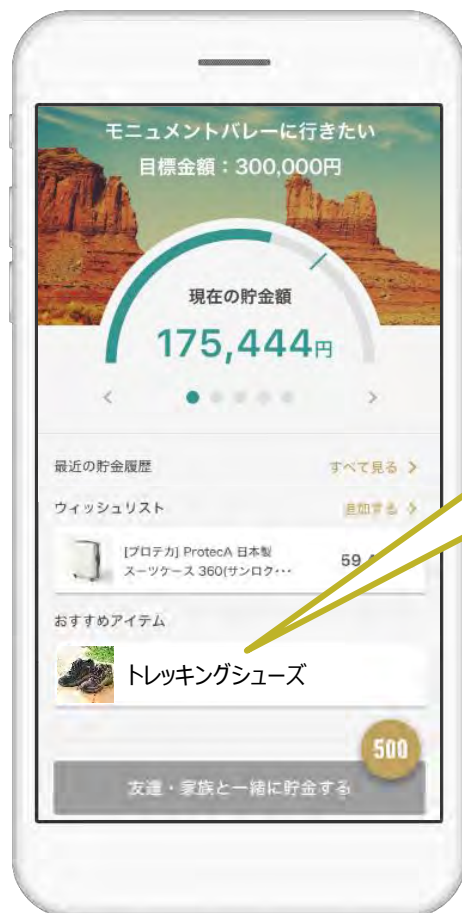 モニュメントバレーに行きたい
目標金額：300,000円
現在の貯金額
175,444円
最近の貯金履歴
すべて見る
ウィッシュリスト
追加する
[プロテカ] ProtecA 日本製
スーツケース 360(サンロク･･･
59,4
おすすめアイテム
トレッキングシューズ
500
友達・家族と一緒に貯金する